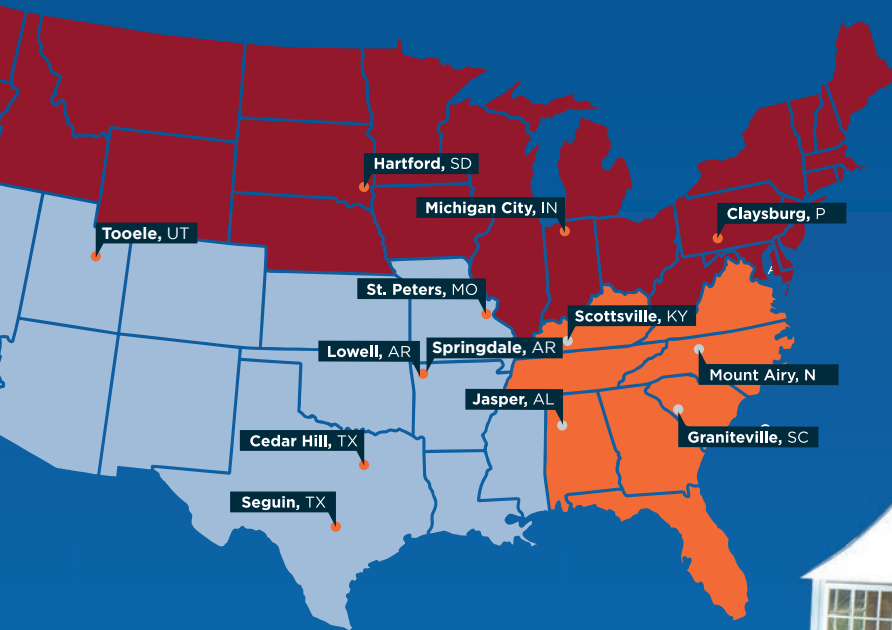 Hartford, SD
Michigan City, IN
Claysburg, P
Tooele, UT
St. Peters, MO
Scottsville, KY
Lowell, AR
Springdale, AR
Mount Airy, N
Jasper, AL
Graniteville, SC
Cedar Hill, TX
Seguin, TX